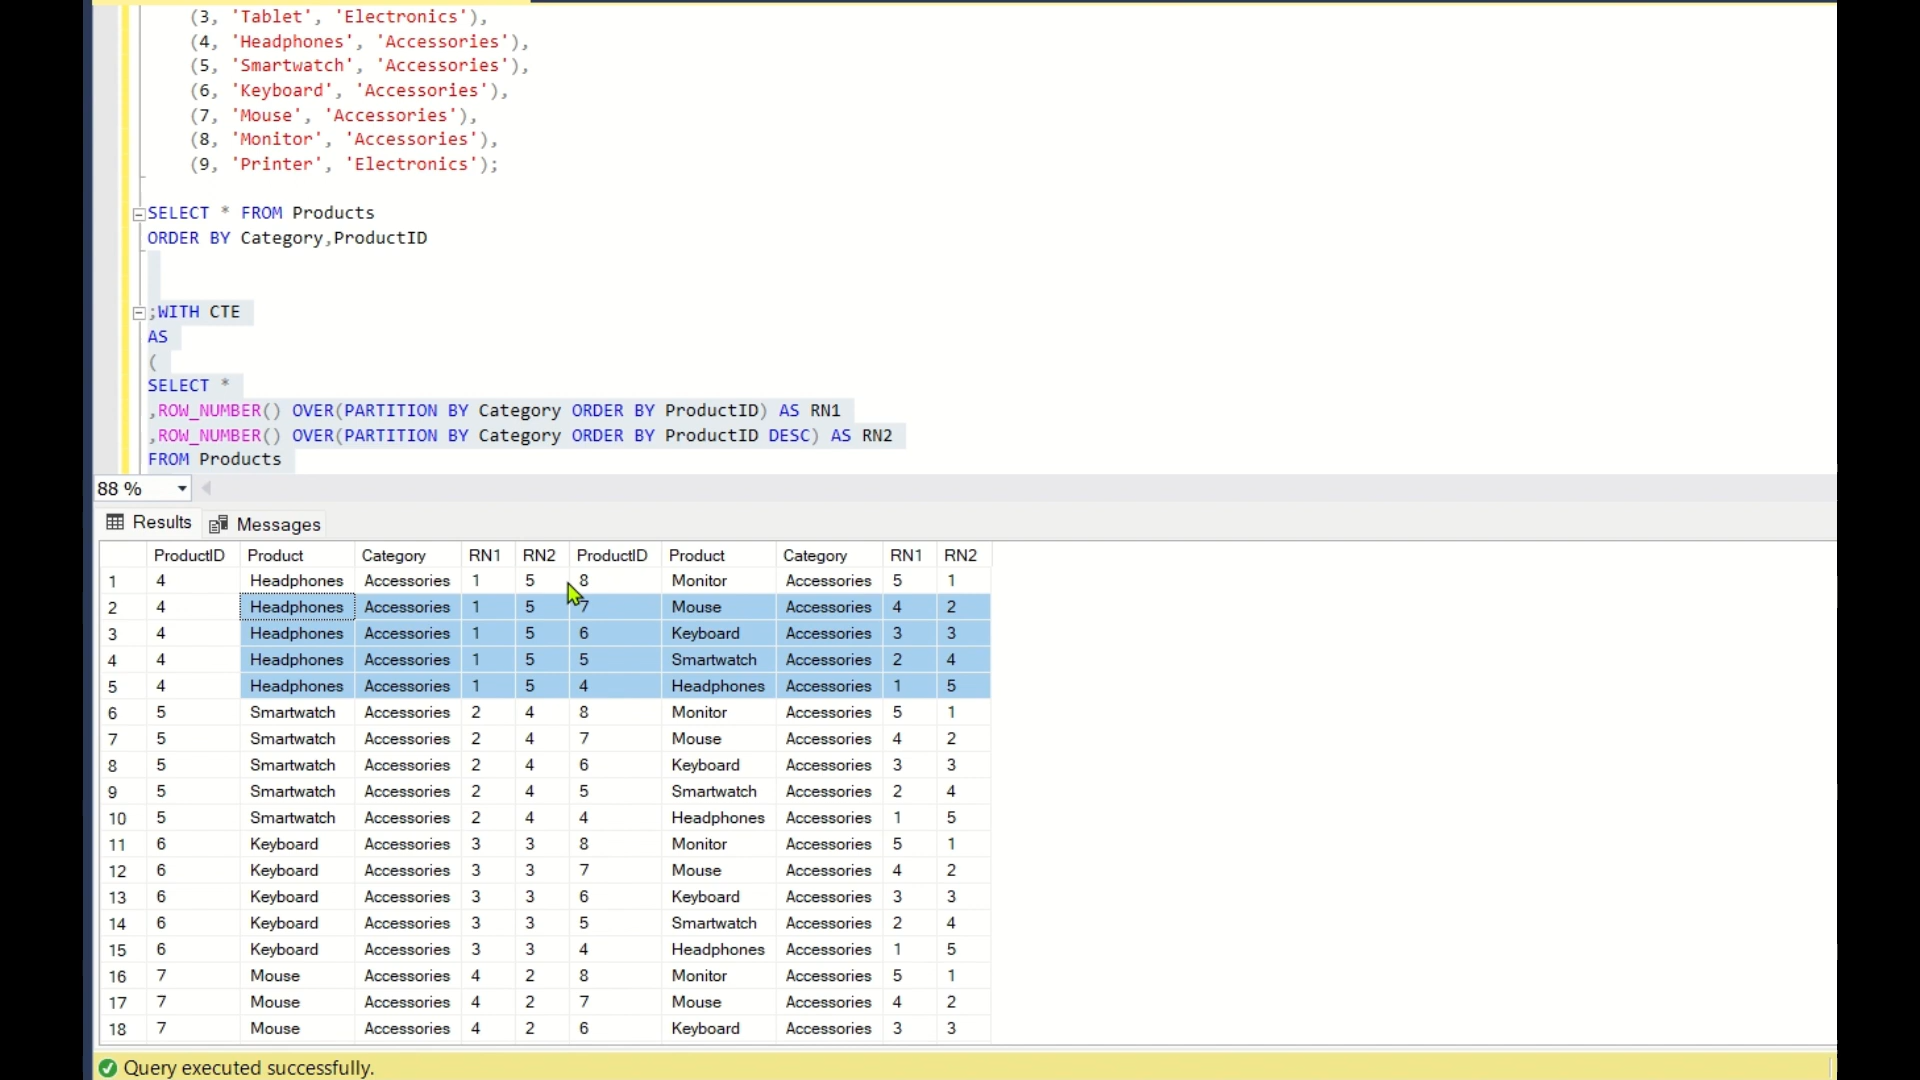 (3, 'Tablet', 'Electronics'),
(4, 'Headphones', 'Accessories'),
(5, 'Smartwatch', 'Accessories'),
(6, 'Keyboard', 'Accessories'),
(7, 'Mouse', 'Accessories'),
(8, 'Monitor', 'Accessories'),
(9, 'Printer', 'Electronics');
SELECT * FROM Products
ORDER BY Category,ProductID
;WITH CTE
AS
(
SELECT *
,ROW_NUMBER() OVER(PARTITION BY Category ORDER BY ProductID) AS RN1
,ROW_NUMBER() OVER(PARTITION BY Category ORDER BY ProductID DESC) AS RN2
FROM Products
88 %
Results Messages
ProductID Product Category RN1 RN2 ProductID Product Category RN1 RN2
1 4 Headphones Accessories 1 5 8 Monitor Accessories 5 1
2 4 Headphones Accessories 1 5 7 Mouse Accessories 4 2
3 4 Headphones Accessories 1 5 6 Keyboard Accessories 3 3
4 4 Headphones Accessories 1 5 5 Smartwatch Accessories 2 4
5 4 Headphones Accessories 1 5 4 Headphones Accessories 1 5
6 5 Smartwatch Accessories 2 4 8 Monitor Accessories 5 1
7 5 Smartwatch Accessories 2 4 7 Mouse Accessories 4 2
8 5 Smartwatch Accessories 2 4 6 Keyboard Accessories 3 3
9 5 Smartwatch Accessories 2 4 5 Smartwatch Accessories 2 4
10 5 Smartwatch Accessories 2 4 4 Headphones Accessories 1 5
11 6 Keyboard Accessories 3 3 8 Monitor Accessories 5 1
12 6 Keyboard Accessories 3 3 7 Mouse Accessories 4 2
13 6 Keyboard Accessories 3 3 6 Keyboard Accessories 3 3
14 6 Keyboard Accessories 3 3 5 Smartwatch Accessories 2 4
15 6 Keyboard Accessories 3 3 4 Headphones Accessories 1 5
16 7 Mouse Accessories 4 2 8 Monitor Accessories 5 1
17 7 Mouse Accessories 4 2 7 Mouse Accessories 4 2
18 7 Mouse Accessories 4 2 6 Keyboard Accessories 3 3
Query executed successfully.